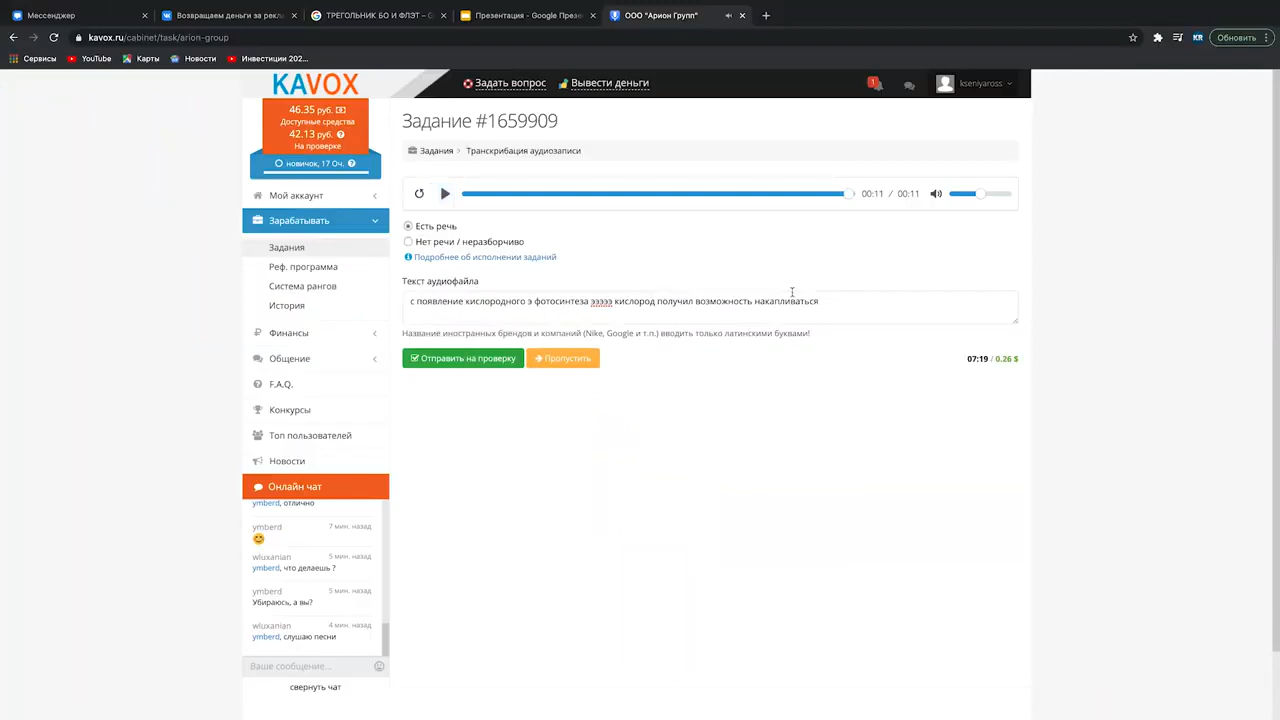 Мессенджер
Возвращаем деньги за рекла
ТРЕГОЛЬНИК БО И ФЛЭТ – G
Презентация - Google Презе
ООО "Арион Групп"
kavox.ru/cabinet/task/arion-group
KR
Обновить
Сервисы
YouTube
Карты
Новости
Инвестиции 202...
KAVOX
Задать вопрос
Вывести деньги
1
kseniyaross
46.35 руб.
Доступные средства
42.13 руб.
На проверке
новичок, 17 Оч.
Мой аккаунт
Зарабатывать
Задания
Реф. программа
Система рангов
История
Финансы
Общение
F.A.Q.
Конкурсы
Топ пользователей
Новости
Онлайн чат
ymberd, отлично
ymberd 7 мин. назад
wluxanian 5 мин. назад
ymberd, что делаешь ?
ymberd 5 мин. назад
Убираюсь, а вы?
wluxanian 4 мин. назад
ymberd, слушаю песни
Ваше сообщение...
свернуть чат
Задание #1659909
Задания › Транскрибация аудиозаписи
00:11 / 00:11
Есть речь
Нет речи / неразборчиво
Подробнее об исполнении заданий
Текст аудиофайла
с появление кислородного э фотосинтеза эээээ кислород получил возможность накапливаться
Название иностранных брендов и компаний (Nike, Google и т.п.) вводить только латинскими буквами!
Отправить на проверку
Пропустить
07:19 / 0.26 $